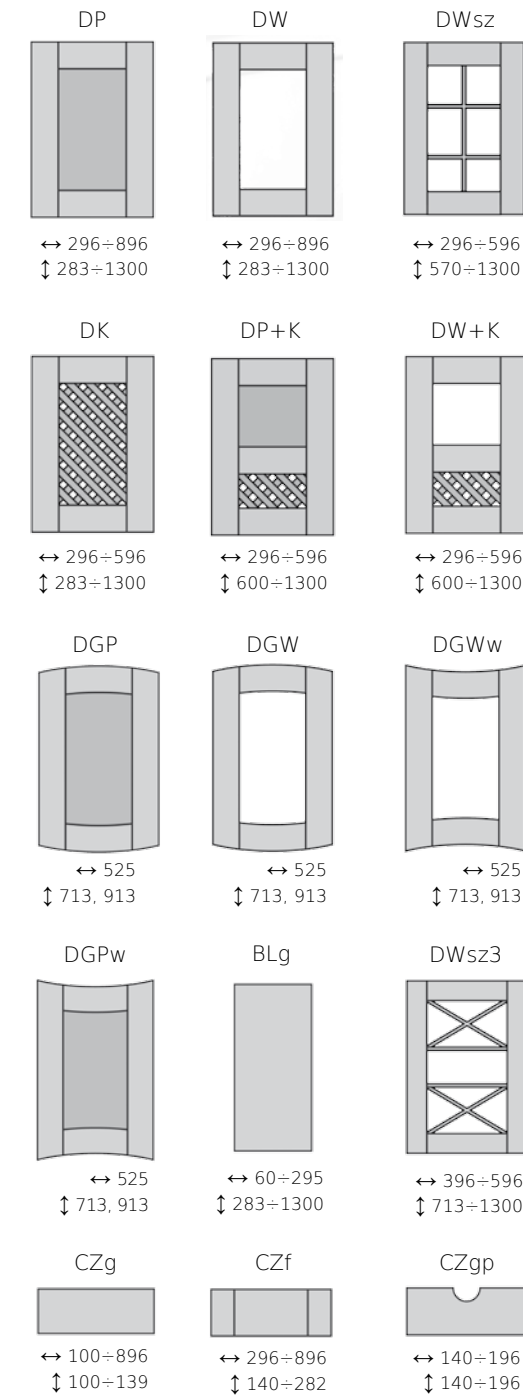 DP
DW
DWsz
↔ 296÷896
↔ 296÷896
↔ 296÷596
↕ 283÷1300
↕ 283÷1300
↕ 570÷1300
DK
DP+K
DW+K
↔ 296÷596
↔ 296÷596
↔ 296÷596
↕ 283÷1300
↕ 600÷1300
↕ 600÷1300
DGP
DGW
DGWw
↔ 525
↔ 525
↔ 525
↕ 713, 913
↕ 713, 913
↕ 713, 913
DGPw
BLg
DWsz3
↔ 525
↔ 60÷295
↔ 396÷596
↕ 713, 913
↕ 283÷1300
↕ 713÷1300
CZg
CZf
CZgp
↔ 100÷896
↔ 296÷896
↔ 140÷196
↕ 100÷139
↕ 140÷282
↕ 140÷196